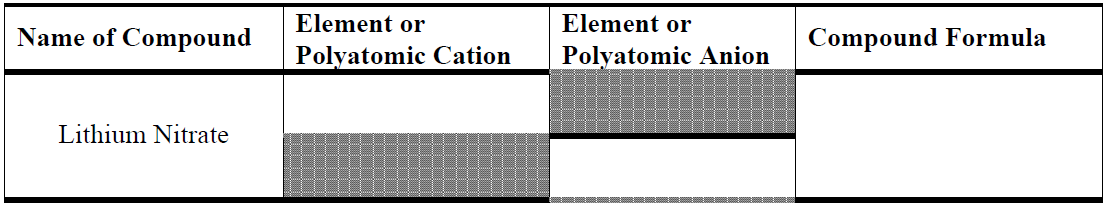 Name of Compound
Element or
Polyatomic Cation
Element or
Polyatomic Anion
Compound Formula
Lithium Nitrate